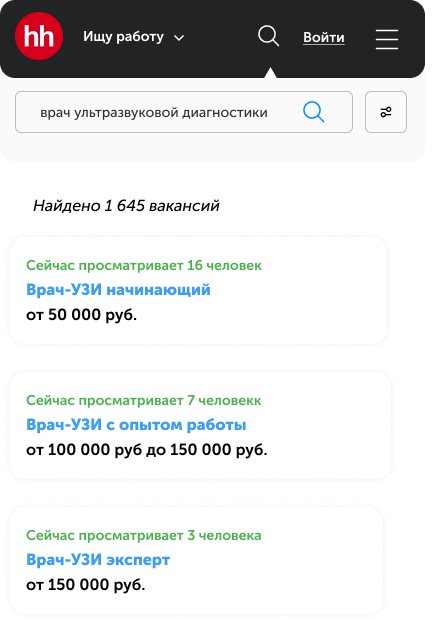 hh
Ищу работу
Войти
врач ультразвуковой диагностики
Найдено 1 645 вакансий
Сейчас просматривает 16 человек
Врач-УЗИ начинающий
от 50 000 руб.
Сейчас просматривает 7 человекк
Врач-УЗИ с опытом работы
от 100 000 руб до 150 000 руб.
Сейчас просматривает 3 человека
Врач-УЗИ эксперт
от 150 000 руб.